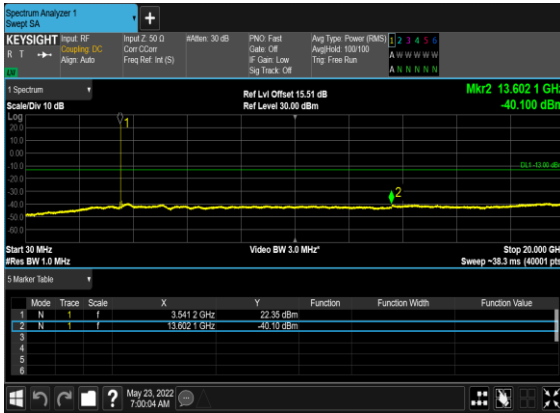 Spectrum Analyzer 1
Swept SA
+
KEYSIGHT Input: RF Input Z: 50 Ω #Atten: 30 dB PNO: Fast Avg Type: Power (RMS) 1 2 3 4 5 6
R T Coupling: DC Corr CCorr Gate: Off Avg|Hold: 100/100 A W W W W W
Align: Auto Freq Ref: Int (S) IF Gain: Low Trig: Free Run
LXI Sig Track: Off A N N N N N
1 Spectrum
Scale/Div 10 dB
Ref Lvl Offset 15.51 dB
Ref Level 30.00 dBm
Mkr2 13.602 1 GHz
-40.100 dBm
Log
20.0
10.0
0.00
-10.0
-20.0
-30.0
-40.0
-50.0
-60.0
1
2
DL1 -13.00 dBm
Start 30 MHz Video BW 3.0 MHz* Stop 20.000 GHz
#Res BW 1.0 MHz Sweep ~38.3 ms (40001 pts)
5 Marker Table
Mode Trace Scale X Y Function Function Width Function Value
1 N 1 f 3.541 2 GHz 22.35 dBm
2 N 1 f 13.602 1 GHz -40.10 dBm
3
4
5
6
?
May 23, 2022
7:00:04 AM